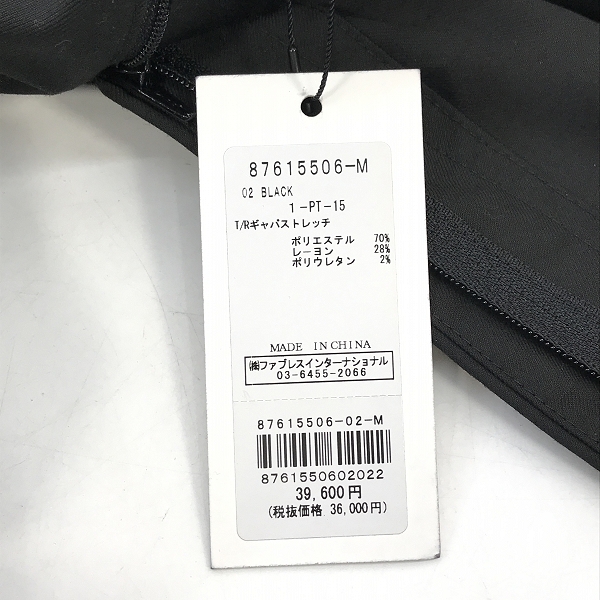 87615506-M
02 BLACK
1-PT-15
T/Rギャバストレッチ
ポリエステル 70%
レーヨン 28%
ポリウレタン 2%
MADE IN CHINA
㈱ファブレスインターナショナル
03-6455-2066
87615506-02-M
8761550602022
39,600円
(税抜価格 36,000円)